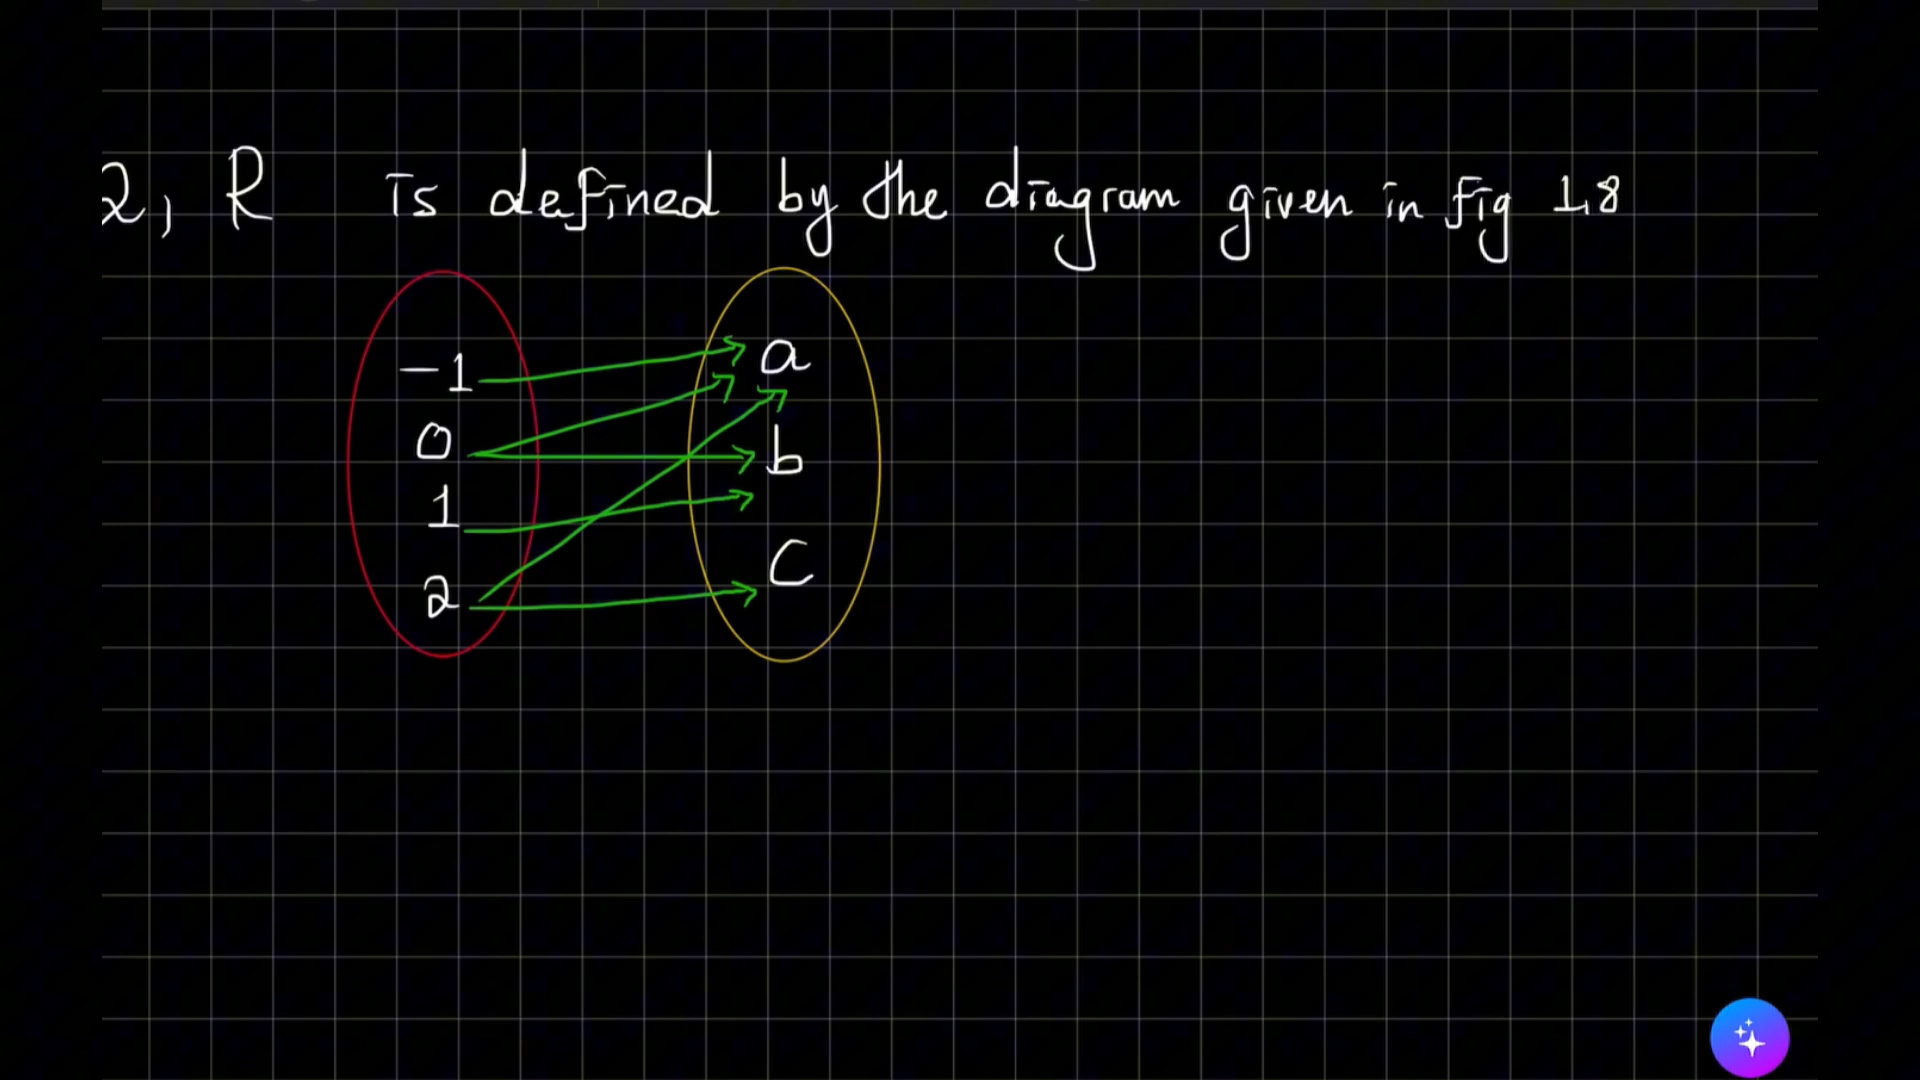 2, R is defined by the diagram given in fig 1.8
-1 a
0 b
1
2 C